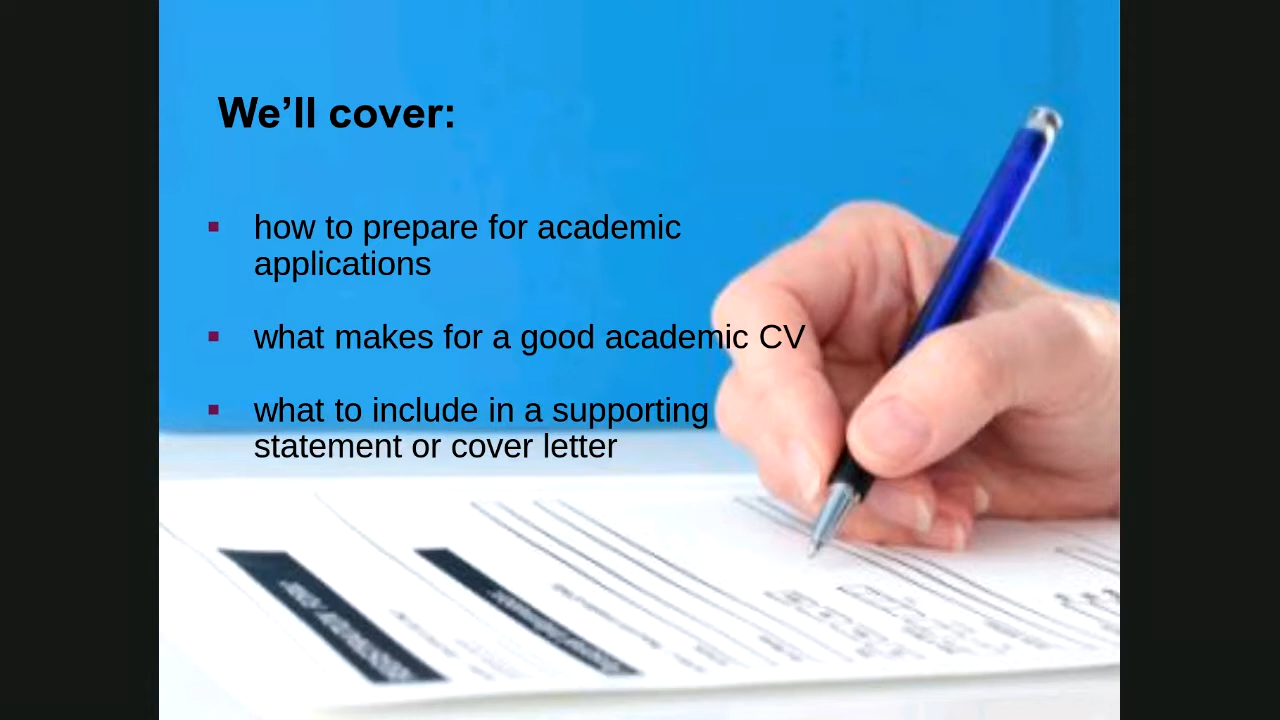 We’ll cover:
▪ how to prepare for academic
applications
▪ what makes for a good academic CV
▪ what to include in a supporting
statement or cover letter